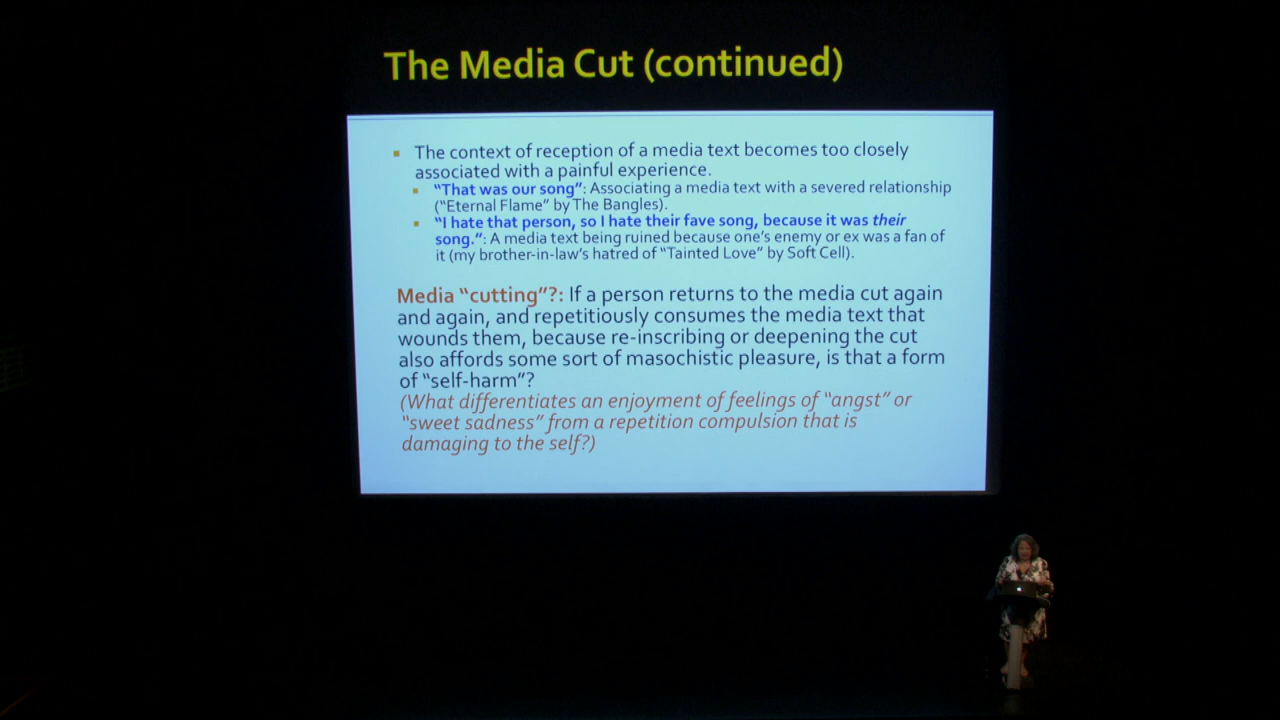 The Media Cut (continued)
The context of reception of a media text becomes too closely
associated with a painful experience.
“That was our song”: Associating a media text with a severed relationship
(“Eternal Flame” by The Bangles).
“I hate that person, so I hate their fave song, because it was their
song.”: A media text being ruined because one’s enemy or ex was a fan of
it (my brother-in-law’s hatred of “Tainted Love” by Soft Cell).
Media “cutting”?: If a person returns to the media cut again
and again, and repetitiously consumes the media text that
wounds them, because re-inscribing or deepening the cut
also affords some sort of masochistic pleasure, is that a form
of “self-harm”?
(What differentiates an enjoyment of feelings of “angst” or
“sweet sadness” from a repetition compulsion that is
damaging to the self?)